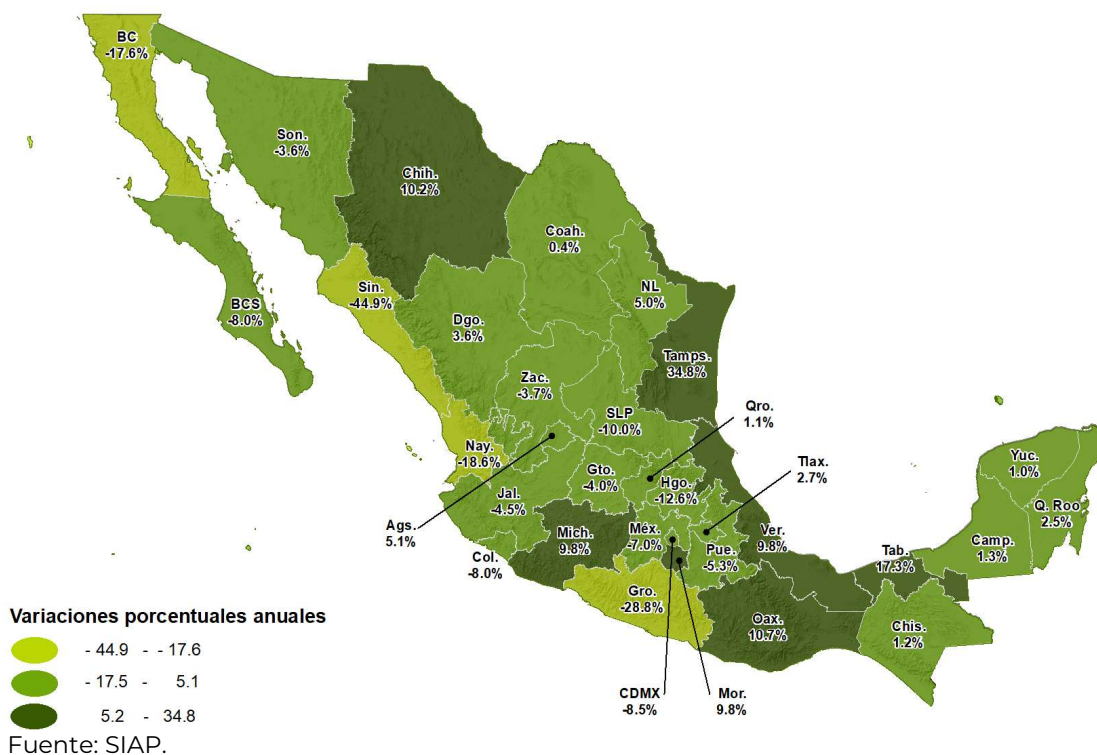 BC
-17.6%
Son.
-3.6%
Chih.
10.2%
Coah.
0.4%
NL
5.0%
BCS
-8.0%
Sin.
-44.9%
Dgo.
3.6%
Tamps.
34.8%
Zac.
-3.7%
SLP
-10.0%
Qro.
1.1%
Nay.
-18.6%
Gto.
-4.0%
Hgo.
-12.6%
Tlax.
2.7%
Yuc.
1.0%
Q. Roo
2.5%
Jal.
-4.5%
Ags.
5.1%
Mich.
9.8%
Méx.
-7.0%
Pue.
-5.3%
Ver.
9.8%
Tab.
17.3%
Camp.
1.3%
Col.
-8.0%
Gro.
-28.8%
Oax.
10.7%
Chis.
1.2%
CDMX
-8.5%
Mor.
9.8%
Variaciones porcentuales anuales
- 44.9 - - 17.6
- 17.5 - 5.1
5.2 - 34.8
Fuente: SIAP.